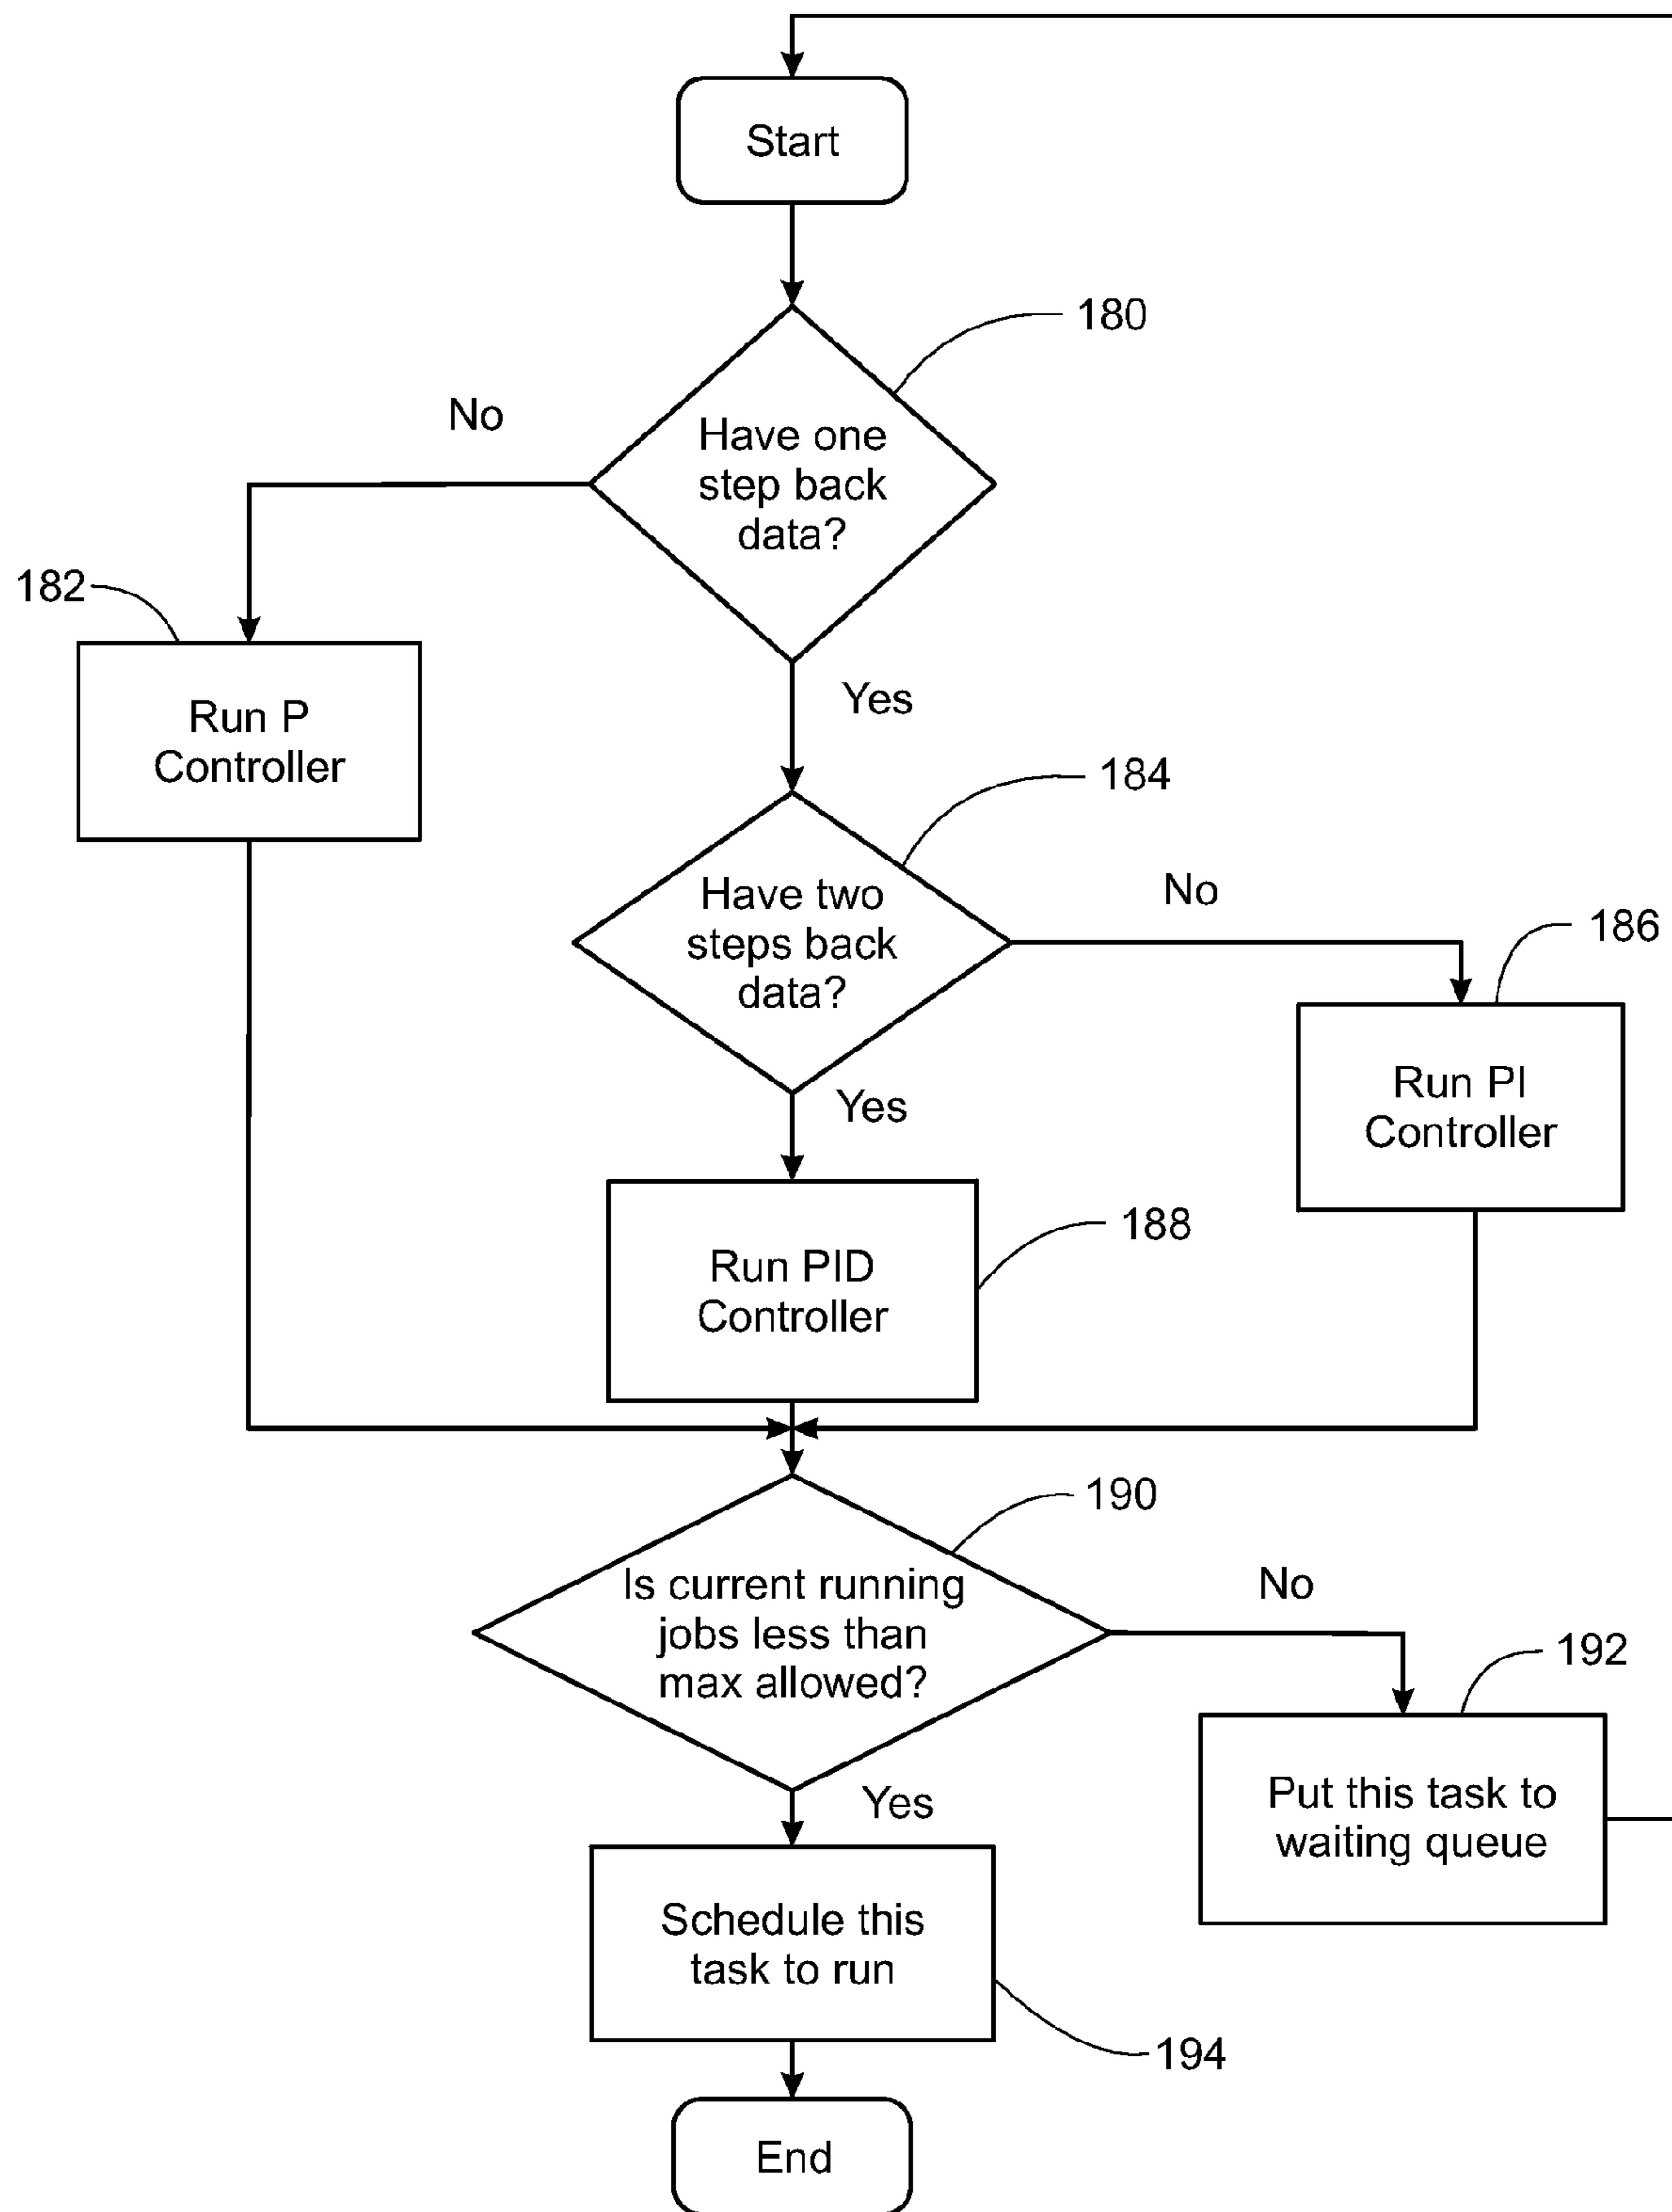 Start
180
Have one
step back
data?
No
182
Run P
Controller
Yes
184
Have two
steps back
data?
No
186
Run PI
Controller
Yes
188
Run PID
Controller
190
Is current running
jobs less than
max allowed?
No
192
Put this task to
waiting queue
Yes
Schedule this
task to run
194
End